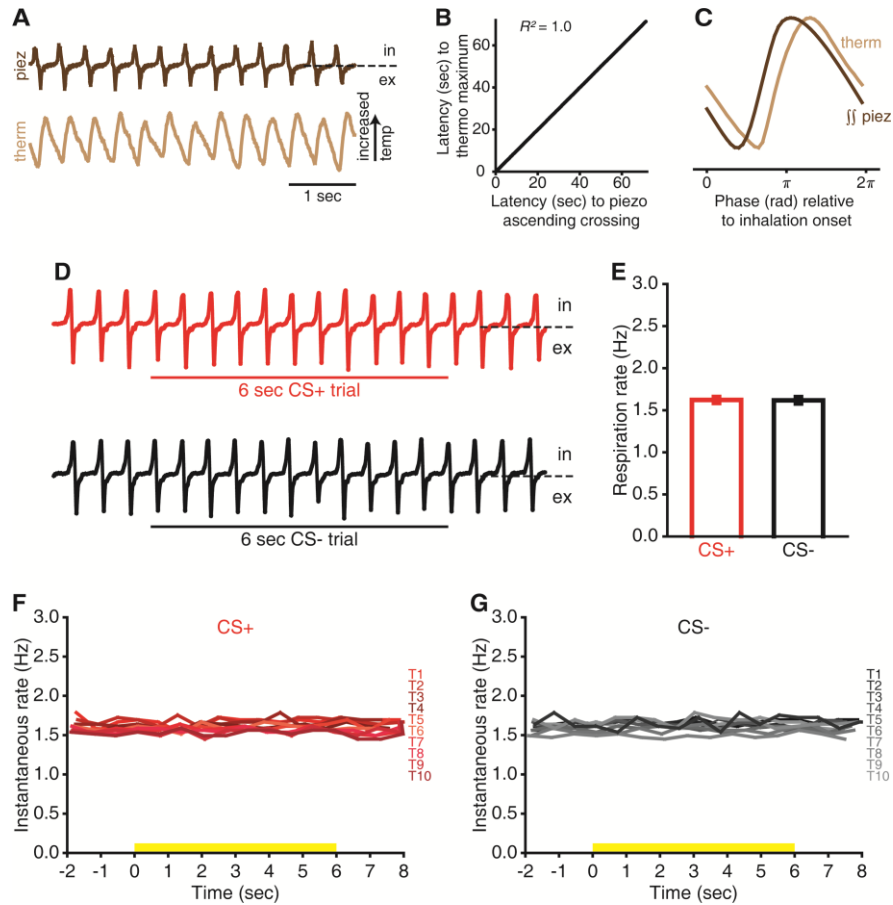 A
piez
in
ex
therm
increased
temp
1 sec
B
R² = 1.0
Latency (sec) to
thermo maximum
60
40
20
0
0 20 40 60
Latency (sec) to piezo
ascending crossing
C
therm
∫∫ piez
0 π 2π
Phase (rad) relative
to inhalation onset
D
in
ex
6 sec CS+ trial
in
ex
6 sec CS- trial
E
Respiration rate (Hz)
3.0
2.5
2.0
1.5
1.0
0.5
0.0
CS+ CS-
F
CS+
Instantaneous rate (Hz)
3.0
2.5
2.0
1.5
1.0
0.5
0.0
T1
T2
T3
T4
T5
T6
T7
T8
T9
T10
-2 -1 0 1 2 3 4 5 6 7 8
Time (sec)
G
CS-
Instantaneous rate (Hz)
3.0
2.5
2.0
1.5
1.0
0.5
0.0
T1
T2
T3
T4
T5
T6
T7
T8
T9
T10
-2 -1 0 1 2 3 4 5 6 7 8
Time (sec)